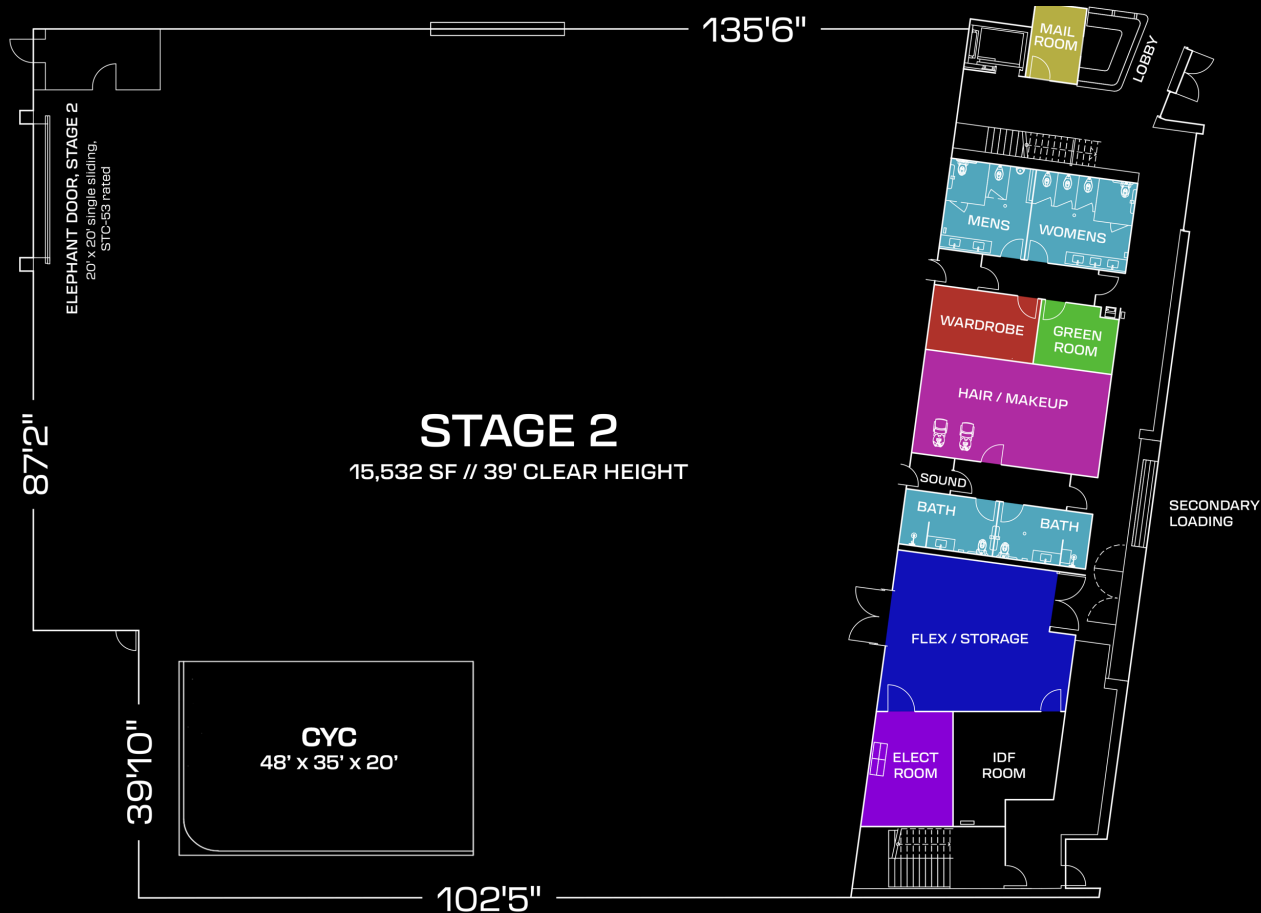 135'6"
MAIL
ROOM
LOBBY
ELEPHANT DOOR, STAGE 2
20' x 20' single sliding,
STC-53 rated
MENS
WOMENS
WARDROBE
GREEN
ROOM
HAIR / MAKEUP
87'2"
STAGE 2
15,532 SF // 39' CLEAR HEIGHT
SOUND
BATH
BATH
SECONDARY
LOADING
FLEX / STORAGE
39'10"
CYC
48' x 35' x 20'
ELECT
ROOM
IDF
ROOM
102'5"